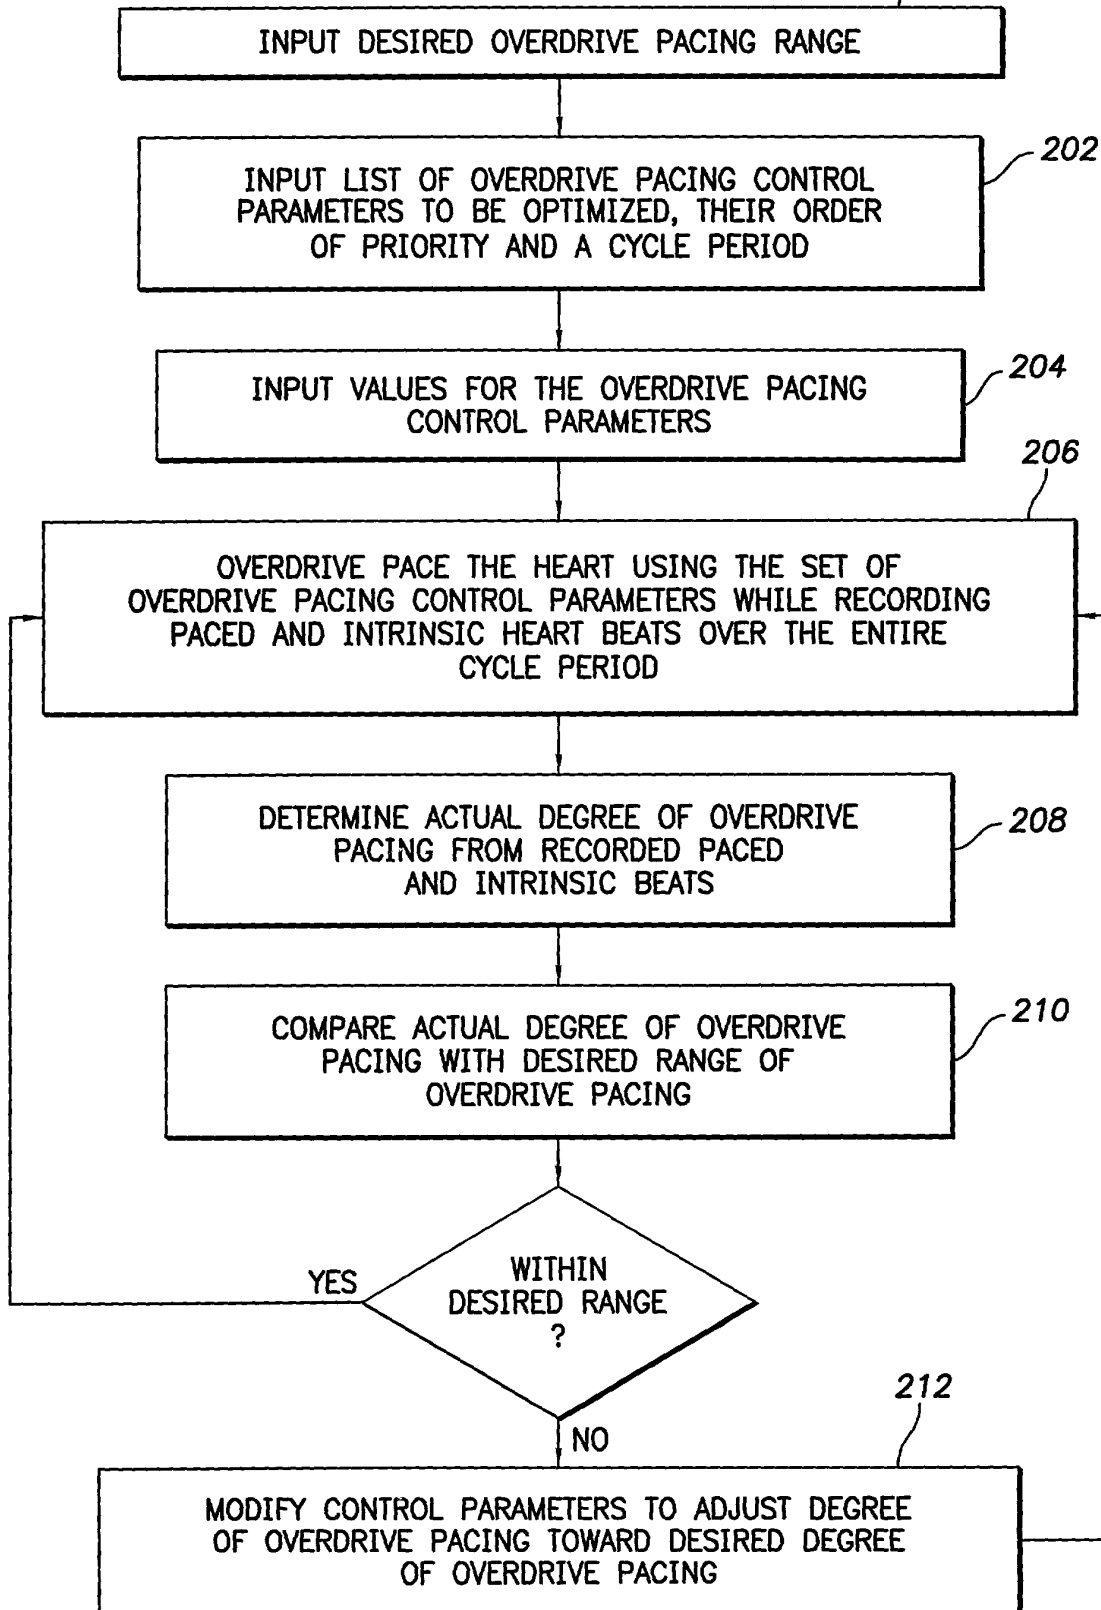 INPUT DESIRED OVERDRIVE PACING RANGE
202
INPUT LIST OF OVERDRIVE PACING CONTROL
PARAMETERS TO BE OPTIMIZED, THEIR ORDER
OF PRIORITY AND A CYCLE PERIOD
204
INPUT VALUES FOR THE OVERDRIVE PACING
CONTROL PARAMETERS
206
OVERDRIVE PACE THE HEART USING THE SET OF
OVERDRIVE PACING CONTROL PARAMETERS WHILE RECORDING
PACED AND INTRINSIC HEART BEATS OVER THE ENTIRE
CYCLE PERIOD
208
DETERMINE ACTUAL DEGREE OF OVERDRIVE
PACING FROM RECORDED PACED
AND INTRINSIC BEATS
210
COMPARE ACTUAL DEGREE OF OVERDRIVE
PACING WITH DESIRED RANGE OF
OVERDRIVE PACING
YES
WITHIN
DESIRED RANGE
?
NO
212
MODIFY CONTROL PARAMETERS TO ADJUST DEGREE
OF OVERDRIVE PACING TOWARD DESIRED DEGREE
OF OVERDRIVE PACING